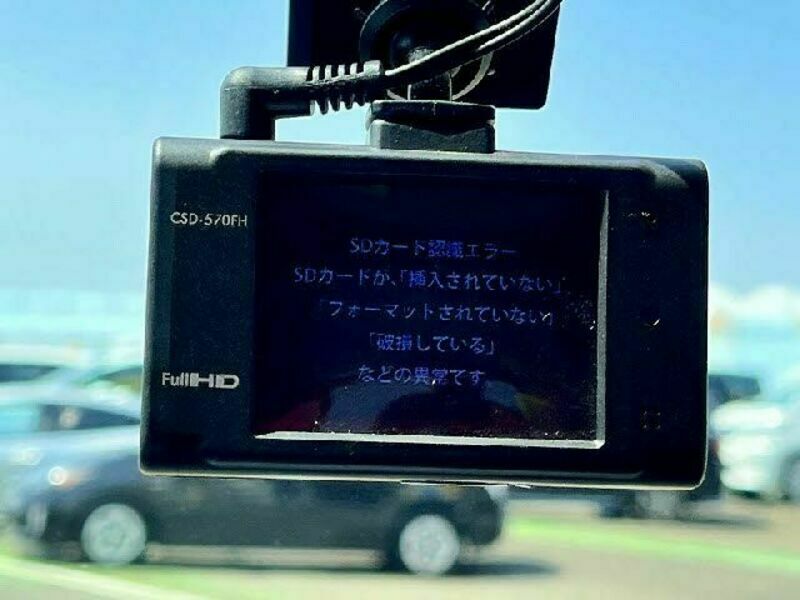 CSD-570FH
SDカード認識エラー
SDカードが、「挿入されていない」
「フォーマットされていない」
「破損している」
などの異常です
Full HD